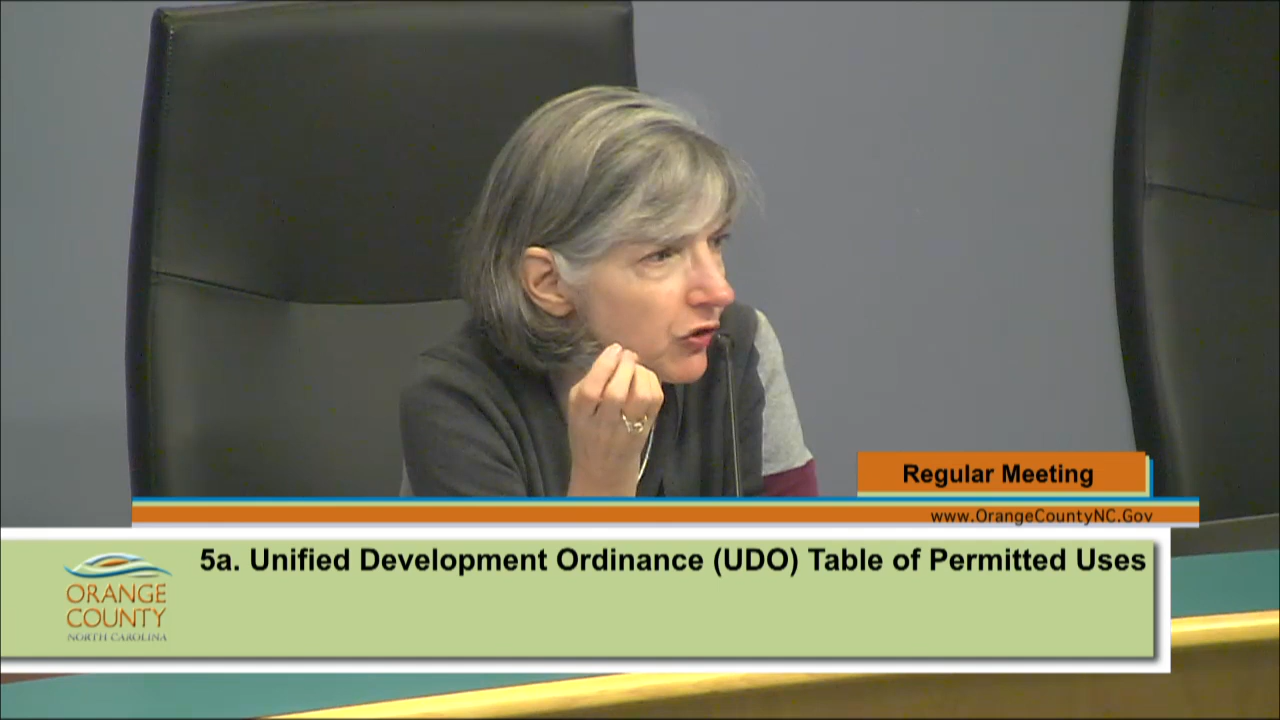 Regular Meeting
www.OrangeCountyNC.Gov
5a. Unified Development Ordinance (UDO) Table of Permitted Uses
ORANGE
COUNTY
NORTH CAROLINA